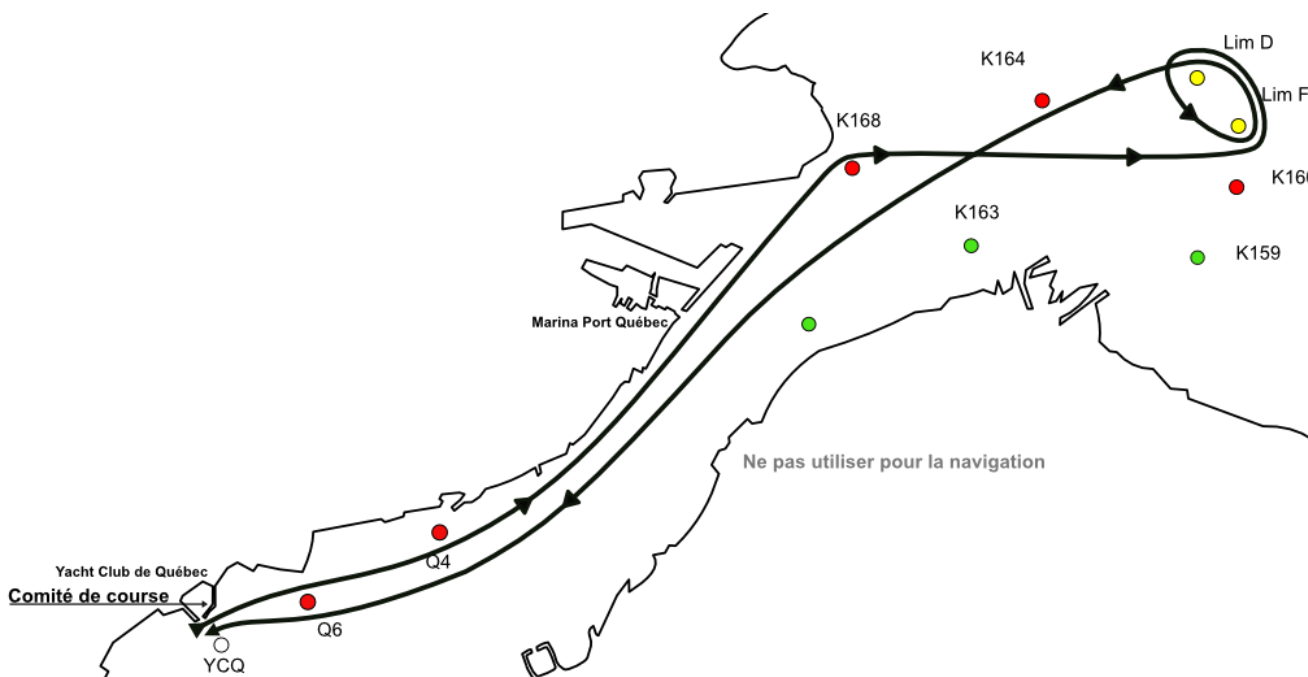 Lim D
K164
Lim F
K168
K16
K163
K159
Marina Port Québec
Ne pas utiliser pour la navigation
Q4
Yacht Club de Québec
Comité de course
Q6
YCQ